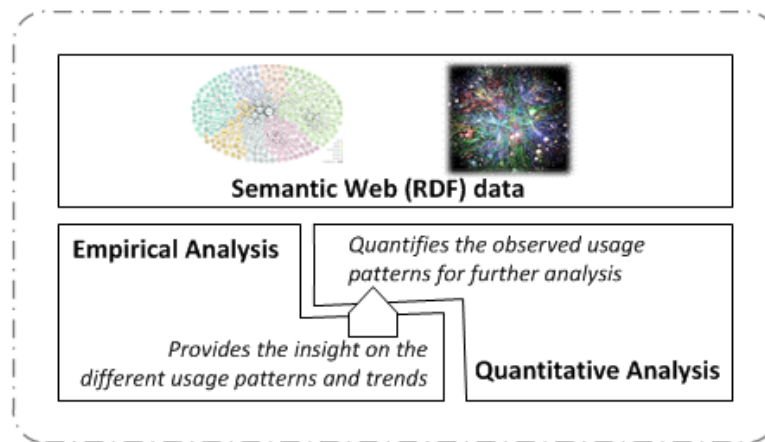 Semantic Web (RDF) data
Empirical Analysis
Quantifies the observed usage
patterns for further analysis
Provides the insight on the
different usage patterns and trends
Quantitative Analysis